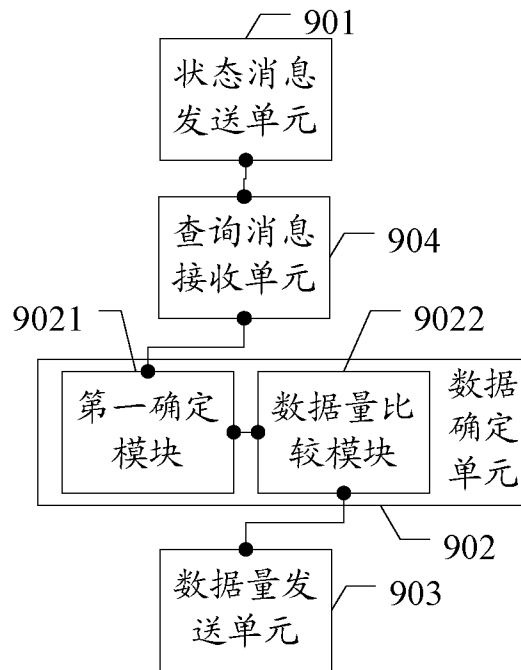 901
状态消息
发送单元
查询消息
接收单元
904
9021
9022
第一确定
模块
数据量比
较模块
数据
确定
单元
902
数据量发
送单元
903